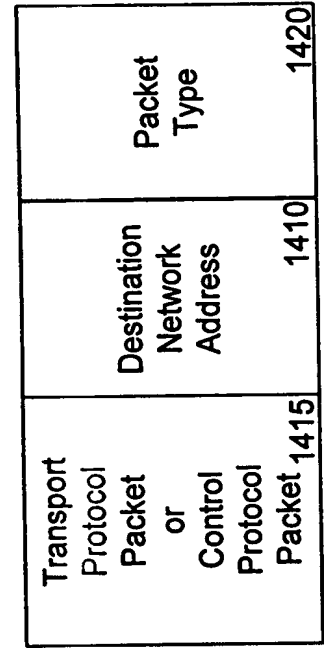 Transport
Protocol
Packet
or
Control
Protocol
Packet 1415
Destination
Network
Address
1410
Packet
Type
1420